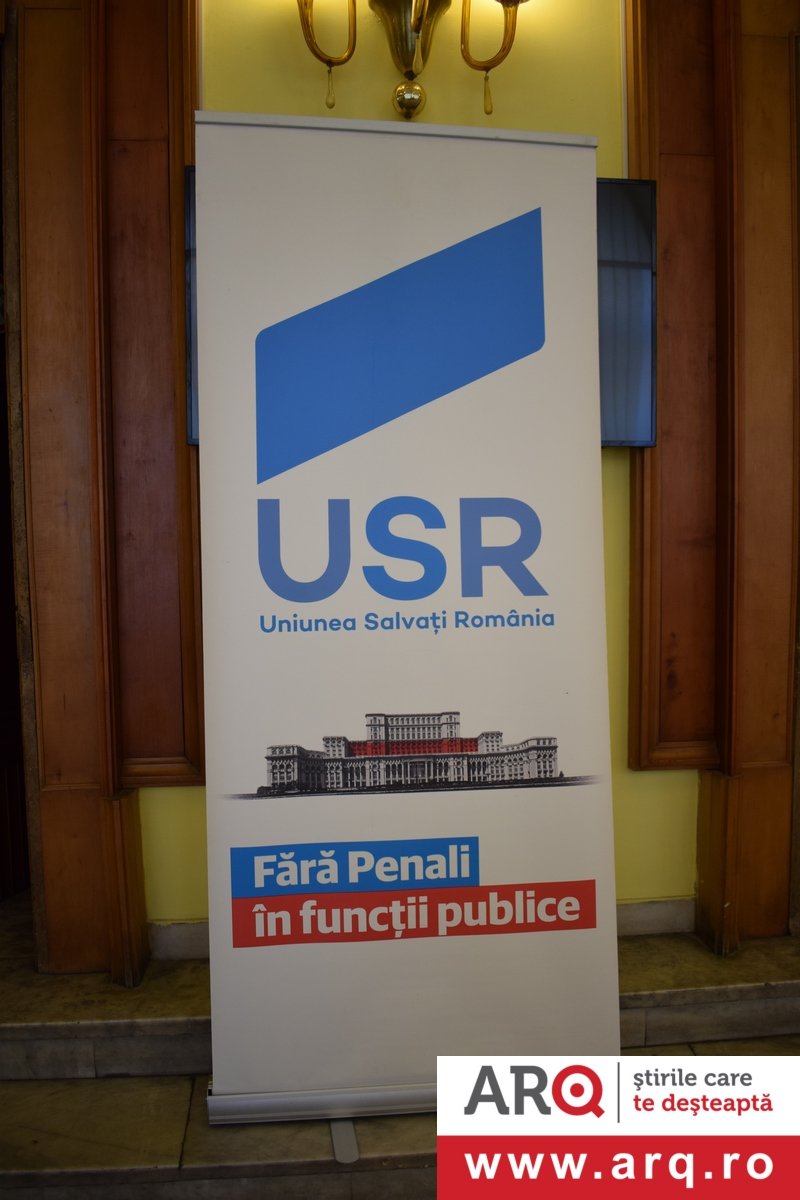 USR
Uniunea Salvați România
Fără Penali
în funcții publice
ARQ
știrile care
te deșteaptă
www.arq.ro